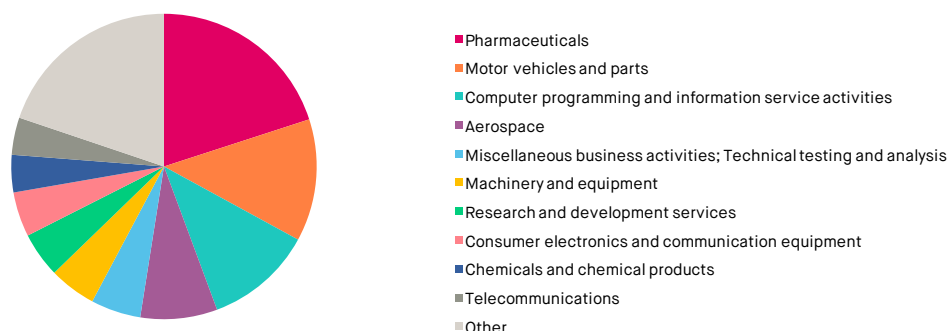 Pharmaceuticals
Motor vehicles and parts
Computer programming and information service activities
Aerospace
Miscellaneous business activities; Technical testing and analysis
Machinery and equipment
Research and development services
Consumer electronics and communication equipment
Chemicals and chemical products
Telecommunications
Other